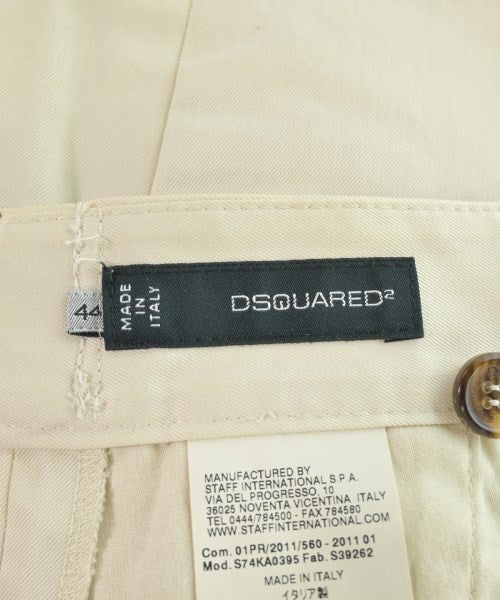 44
MADE
IN
ITALY
DSQUARED²
MANUFACTURED BY
STAFF INTERNATIONAL S.P.A.
VIA DEL PROGRESSO, 10
36025 NOVENTA VICENTINA ITALY
TEL 0444/784500 - FAX 784580
WWW.STAFFINTERNATIONAL.COM
Com. 01PR/2011/560 - 2011 01
Mod. S74KA0395 Fab. S39262
MADE IN ITALY
イタリア製